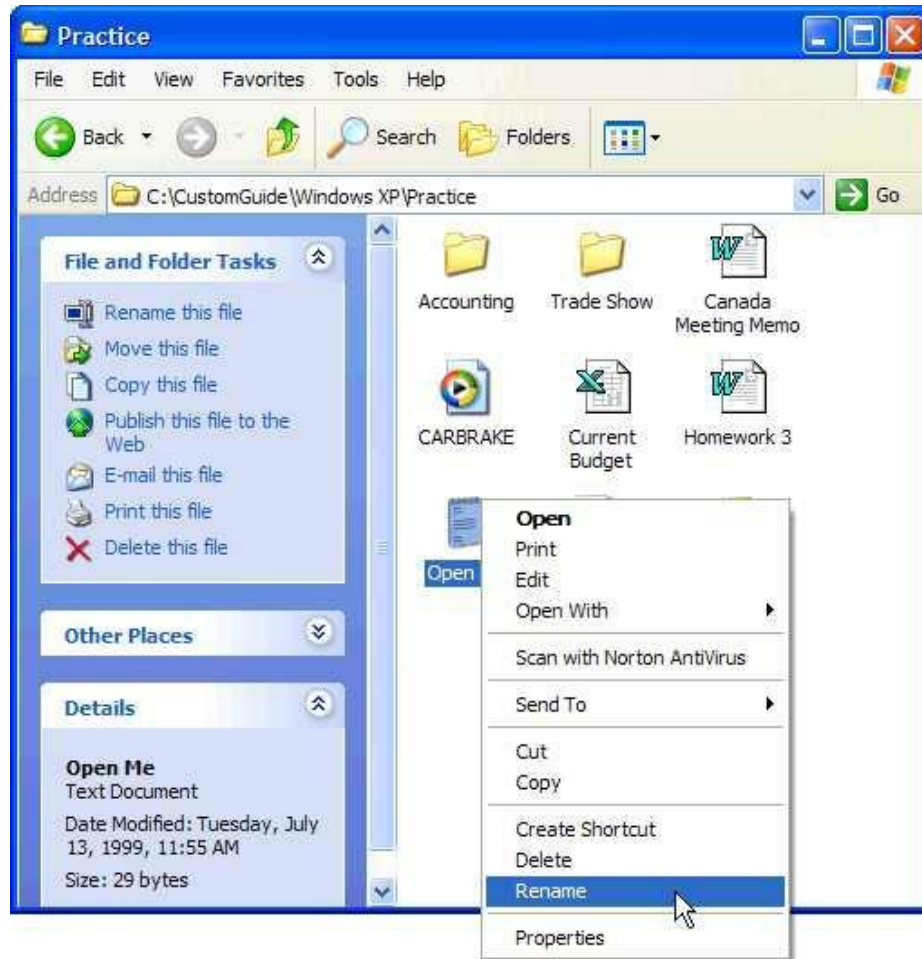 Practice
File Edit View Favorites Tools Help
Back Search Folders
Address C:\CustomGuide\Windows XP\Practice Go
File and Folder Tasks
Rename this file
Move this file
Copy this file
Publish this file to the
Web
E-mail this file
Print this file
Delete this file
Other Places
Details
Open Me
Text Document
Date Modified: Tuesday, July
13, 1999, 11:55 AM
Size: 29 bytes
Accounting Trade Show Canada
Meeting Memo
CARBRAKE Current Homework 3
Budget
Open
Open
Print
Edit
Open With
Scan with Norton AntiVirus
Send To
Cut
Copy
Create Shortcut
Delete
Rename
Properties